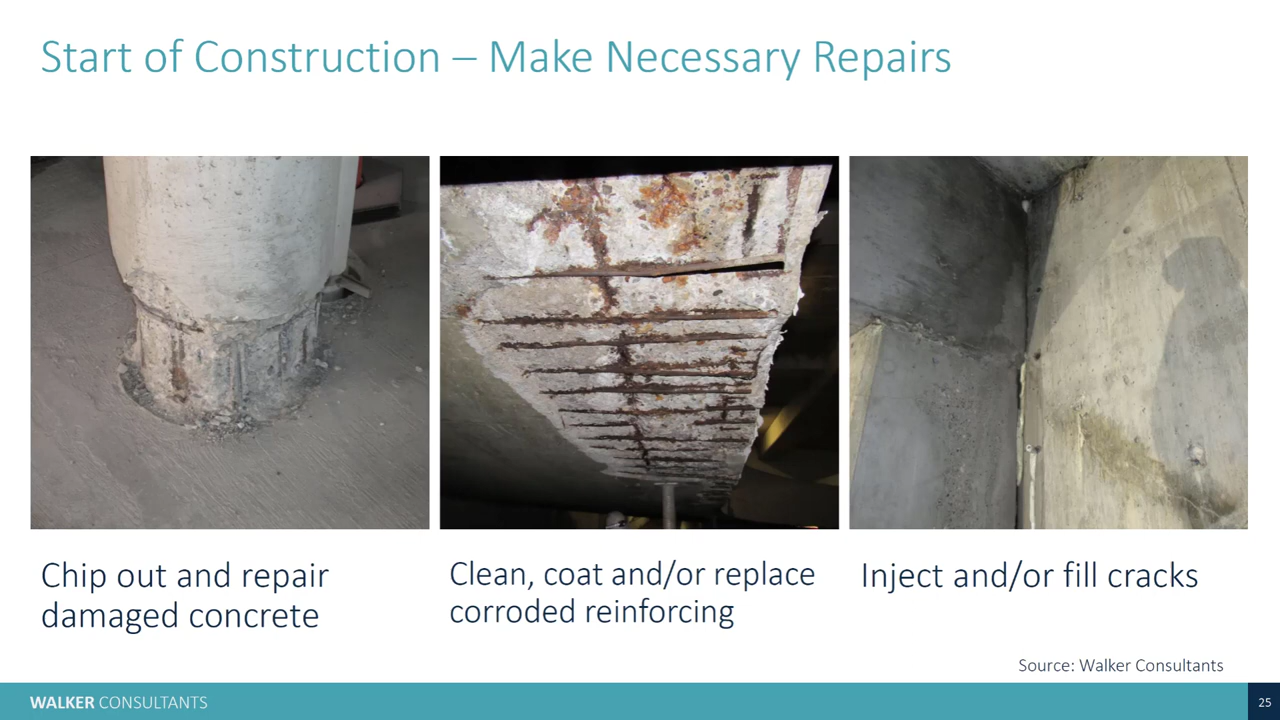 Start of Construction – Make Necessary Repairs
Chip out and repair
damaged concrete
Clean, coat and/or replace
corroded reinforcing
Inject and/or fill cracks
Source: Walker Consultants
WALKER CONSULTANTS
25